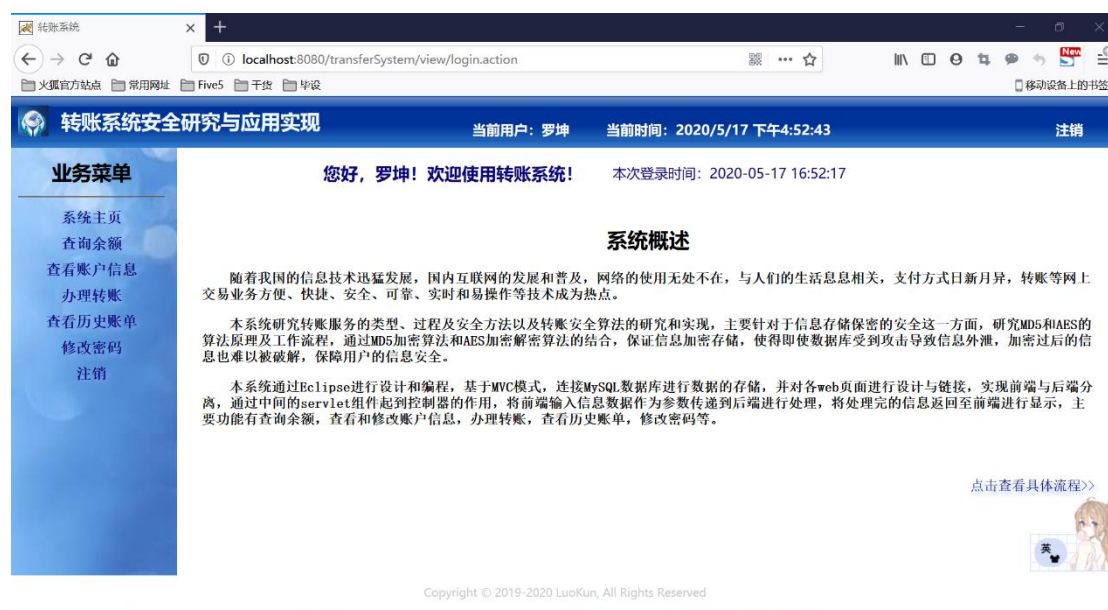 转账系统
localhost:8080/transferSystem/view/login.action
New
火狐官方站点 常用网址 Five5 干货 毕设 移动设备上的书签
转账系统安全研究与应用实现 当前用户：罗坤 当前时间：2020/5/17 下午4:52:43 注销
业务菜单
系统主页
查询余额
查看账户信息
办理转账
查看历史账单
修改密码
注销
您好，罗坤！欢迎使用转账系统！ 本次登录时间：2020-05-17 16:52:17
系统概述
随着我国的信息技术迅猛发展，国内互联网的发展和普及，网络的使用无处不在，与人们的生活息息相关，支付方式日新月异，转账等网上
交易业务方便、快捷、安全、可靠、实时和易操作等技术成为热点。
本系统研究转账服务的类型、过程及安全方法以及转账安全算法的研究和实现，主要针对于信息存储保密的安全这一方面，研究MD5和AES的
算法原理及工作流程，通过MD5加密算法和AES加密解密算法的结合，保证信息加密存储，使得即使数据库受到攻击导致信息外泄，加密过后的信
息也难以被破解，保障用户的信息安全。
本系统通过Eclipse进行设计和编程，基于MVC模式，连接MySQL数据库进行数据的存储，并对各web页面进行设计与链接，实现前端与后端分
离，通过中间的servlet组件起到控制器的作用，将前端输入信息数据作为参数传递到后端进行处理，将处理完的信息返回至前端进行显示，主
要功能有查询余额，查看和修改账户信息，办理转账，查看历史账单，修改密码等。
点击查看具体流程>>
英
Copyright © 2019-2020 LuoKun, All Rights Reserved